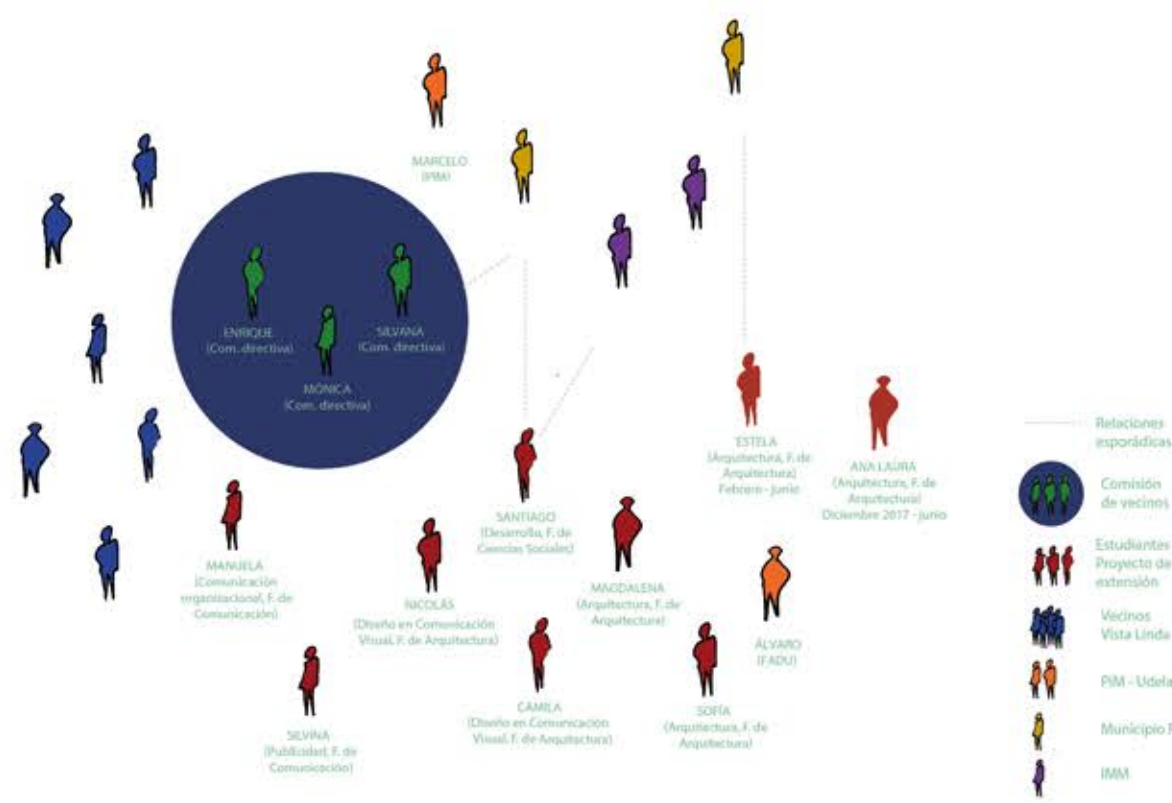 MARCELO
(PIM)
ENRIQUE
(Com. directiva)
SILVANA
(Com. directiva)
MÓNICA
(Com. directiva)
ESTELA
(Arquitectura, F. de
Arquitectura)
Febrero - junio
ANA LAURA
(Arquitectura, F. de
Arquitectura)
Diciembre 2017 - junio
SANTIAGO
(Desarrollo, F. de
Ciencias Sociales)
MANUELA
(Comunicación
organizacional, F. de
Comunicación)
NICOLÁS
(Diseño en Comunicación
Visual, F. de Arquitectura)
MAGDALENA
(Arquitectura, F. de
Arquitectura)
ÁLVARO
(FADU)
SILVINA
(Publicidad, F. de
Comunicación)
CAMILA
(Diseño en Comunicación
Visual, F. de Arquitectura)
SOFÍA
(Arquitectura, F. de
Arquitectura)
Relaciones
esporádicas
Comisión
de vecinos
Estudiantes
Proyecto de
extensión
Vecinos
Vista Linda
PIM - Udela
Municipio
IMM